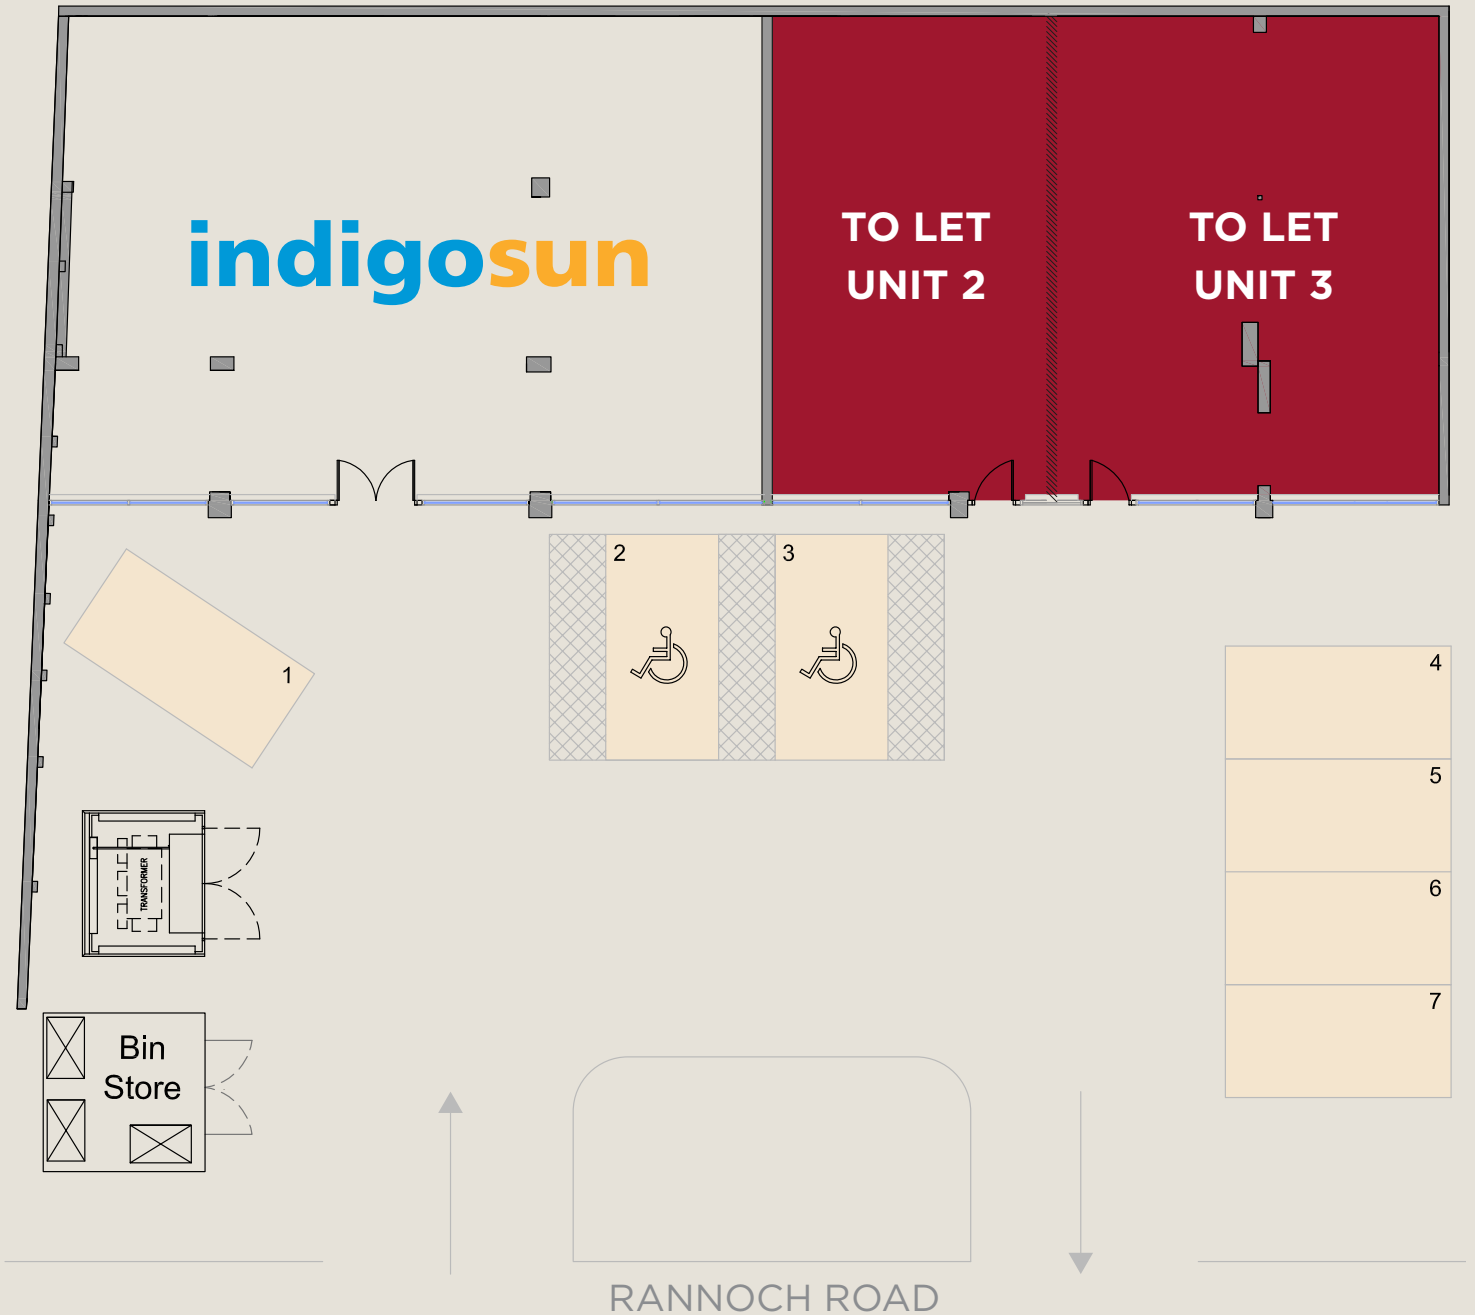 indigosun
TO LET
UNIT 2
TO LET
UNIT 3
2
3
1
4
5
6
7
TRANSFORMER
Bin
Store
RANNOCH ROAD